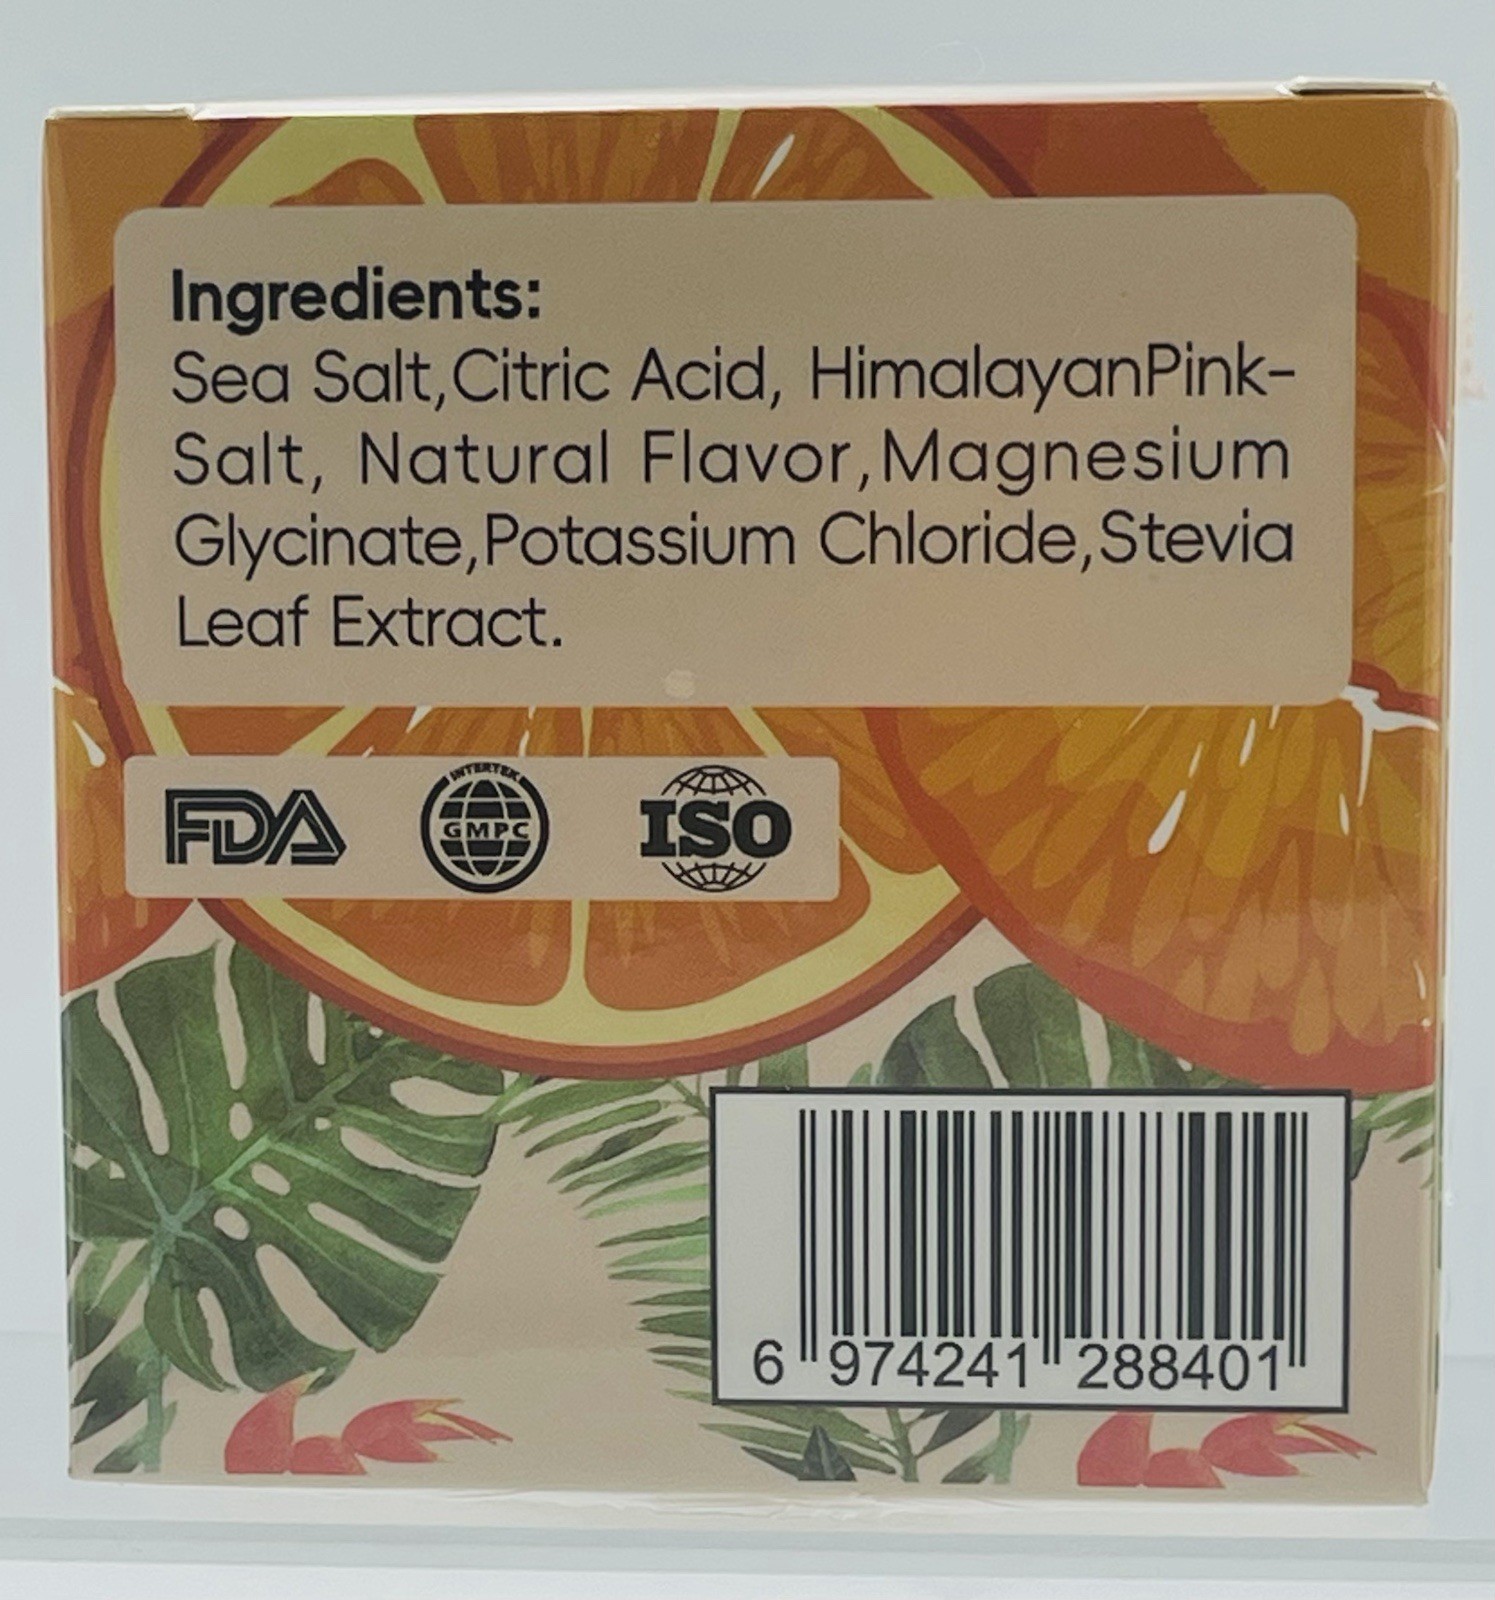 Ingredients:
Sea Salt,Citric Acid, HimalayanPink-
Salt, Natural Flavor,Magnesium
Glycinate,Potassium Chloride,Stevia
Leaf Extract.
FDA
INTERTEK
GMPC
ISO
6 974241 288401